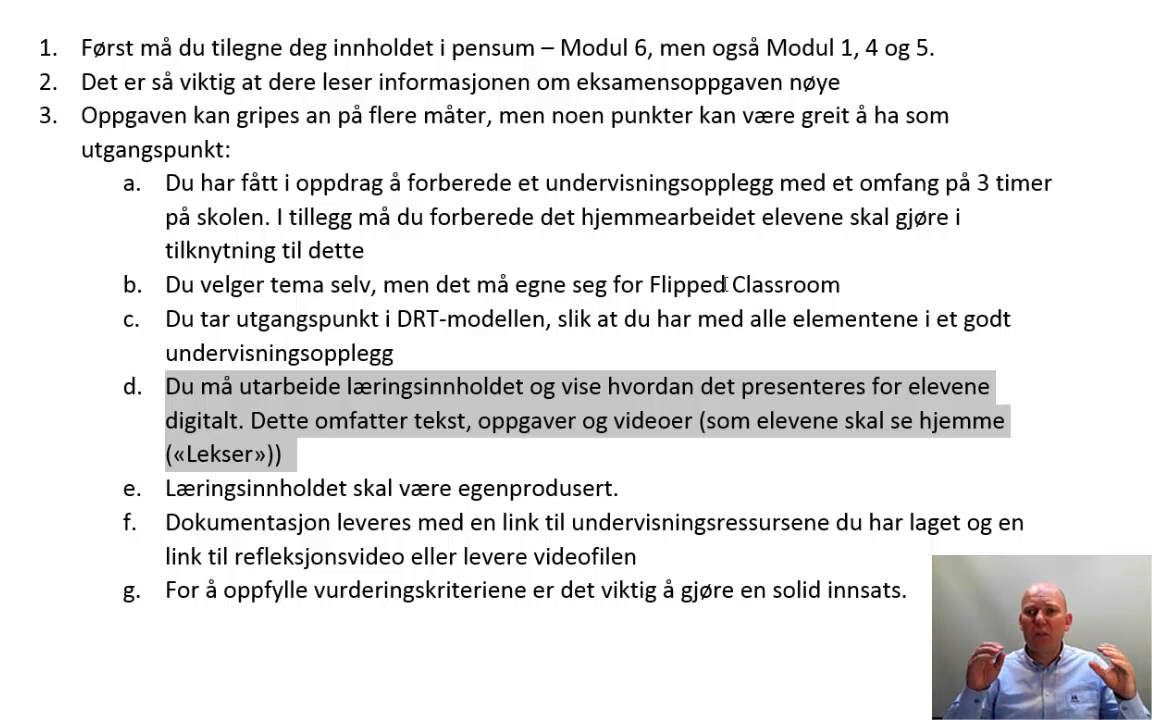 1. Først må du tilegne deg innholdet i pensum – Modul 6, men også Modul 1, 4 og 5.
2. Det er så viktig at dere leser informasjonen om eksamensoppgaven nøye
3. Oppgaven kan gripes an på flere måter, men noen punkter kan være greit å ha som
utgangspunkt:
a. Du har fått i oppdrag å forberede et undervisningsopplegg med et omfang på 3 timer
på skolen. I tillegg må du forberede det hjemmearbeidet elevene skal gjøre i
tilknytning til dette
b. Du velger tema selv, men det må egne seg for Flipped Classroom
c. Du tar utgangspunkt i DRT-modellen, slik at du har med alle elementene i et godt
undervisningsopplegg
d. Du må utarbeide læringsinnholdet og vise hvordan det presenteres for elevene
digitalt. Dette omfatter tekst, oppgaver og videoer (som elevene skal se hjemme
(«Lekser»))
e. Læringsinnholdet skal være egenprodusert.
f. Dokumentasjon leveres med en link til undervisningsressursene du har laget og en
link til refleksjonsvideo eller levere videofilen
g. For å oppfylle vurderingskriteriene er det viktig å gjøre en solid innsats.